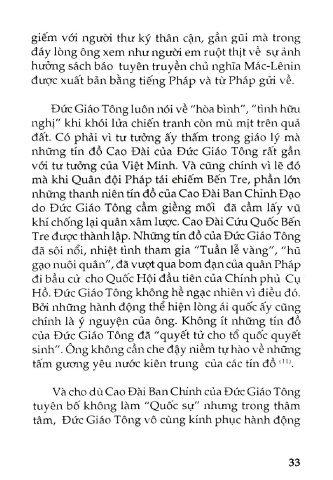 giếm với người thư ký thân cận, gần gũi mà trong
đáy lòng ông xem như người em ruột thịt về sự ảnh
hưởng sách báo tuyên truyền chủ nghĩa Mác-Lênin
được xuất bản bằng tiếng Pháp và từ Pháp gửi về.
Đức Giáo Tông luôn nói về "hòa bình", "tình hữu
nghị" khi khói lửa chiến tranh còn mù mịt trên quả
đất. Có phải vì tư tưởng ấy thấm trong giáo lý mà
những tín đồ Cao Đài của Đức Giáo Tông rất gần
với tư tưởng của Việt Minh. Và cũng chính vì lẽ đó
mà khi Quân đội Pháp tái chiếm Bến Tre, phần lớn
những thanh niên tín đồ của Cao Đài Ban Chỉnh Đạo
do Đức Giáo Tông cầm giềng mối đã cầm lấy vũ
khí chống lại quân xâm lược. Cao Đài Cứu Quốc Bến
Tre được thành lập. Những tín đồ của Đức Giáo Tông
đã sôi nổi, nhiệt tình tham gia "Tuần lễ vàng", "hũ
gạo nuôi quân", đã vượt qua bom đạn của quân Pháp
đi bầu cử cho Quốc Hội đầu tiên của Chính phủ Cụ
Hồ. Đức Giáo Tông không hề ngạc nhiên vì điều đó.
Bởi những hành động thể hiện lòng ái quốc ấy cũng
chính là ý nguyện của ông. Không ít những tín đồ
của Đức Giáo Tông đã "quyết tử cho tổ quốc quyết
sinh". Ông không cần che đậy niềm tự hào về những
tấm gương yêu nước kiên trung của các tín đồ (11).
Và cho dù Cao Đài Ban Chỉnh của Đức Giáo Tông
tuyên bố không làm "Quốc sự" nhưng trong thâm
tâm, Đức Giáo Tông vô cùng kính phục hành động
33